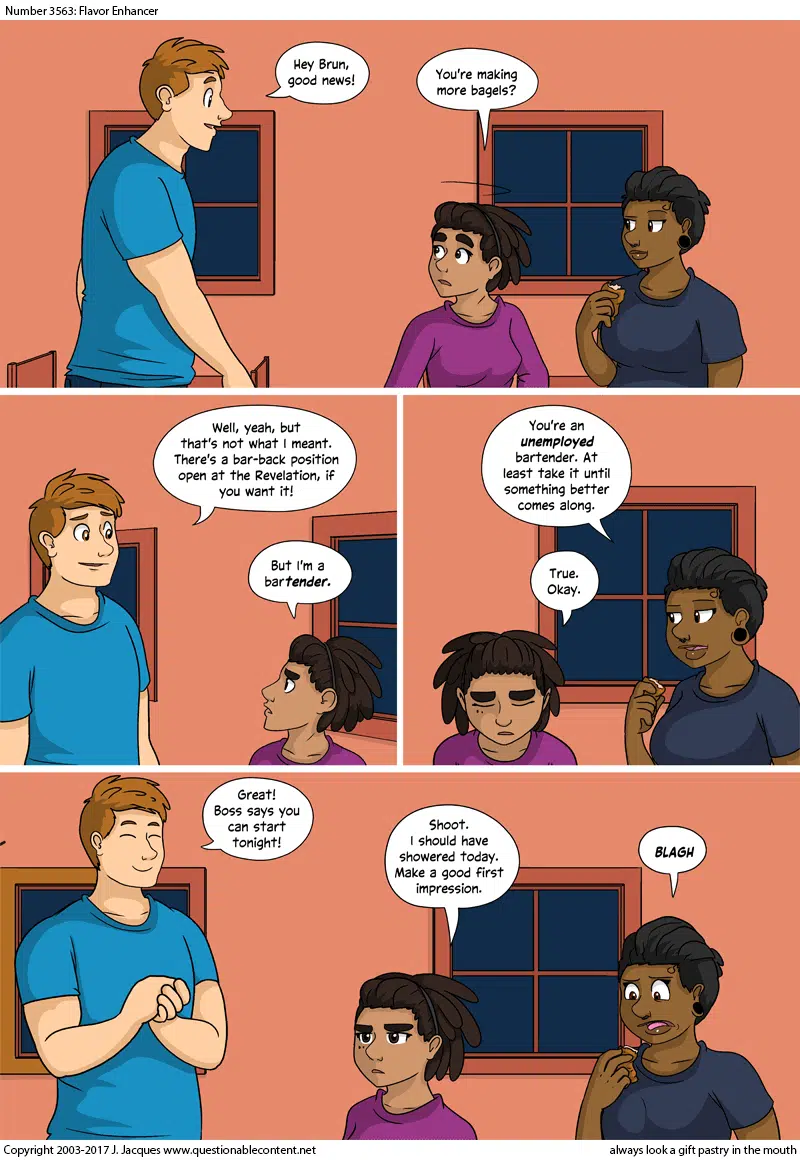 Number 3563: Flavor Enhancer
Hey Brun,
good news!
You're making
more bagels?
Well, yeah, but
that's not what I meant.
There's a bar-back position
open at the Revelation, if
you want it!
But I'm a
bartender.
You're an
unemployed
bartender. At
least take it until
something better
comes along.
True.
Okay.
Great!
Boss says you
can start
tonight!
Shoot.
I should have
showered today.
Make a good first
impression.
BLAGH
Copyright 2003-2017 J. Jacques www.questionablecontent.net
always look a gift pastry in the mouth